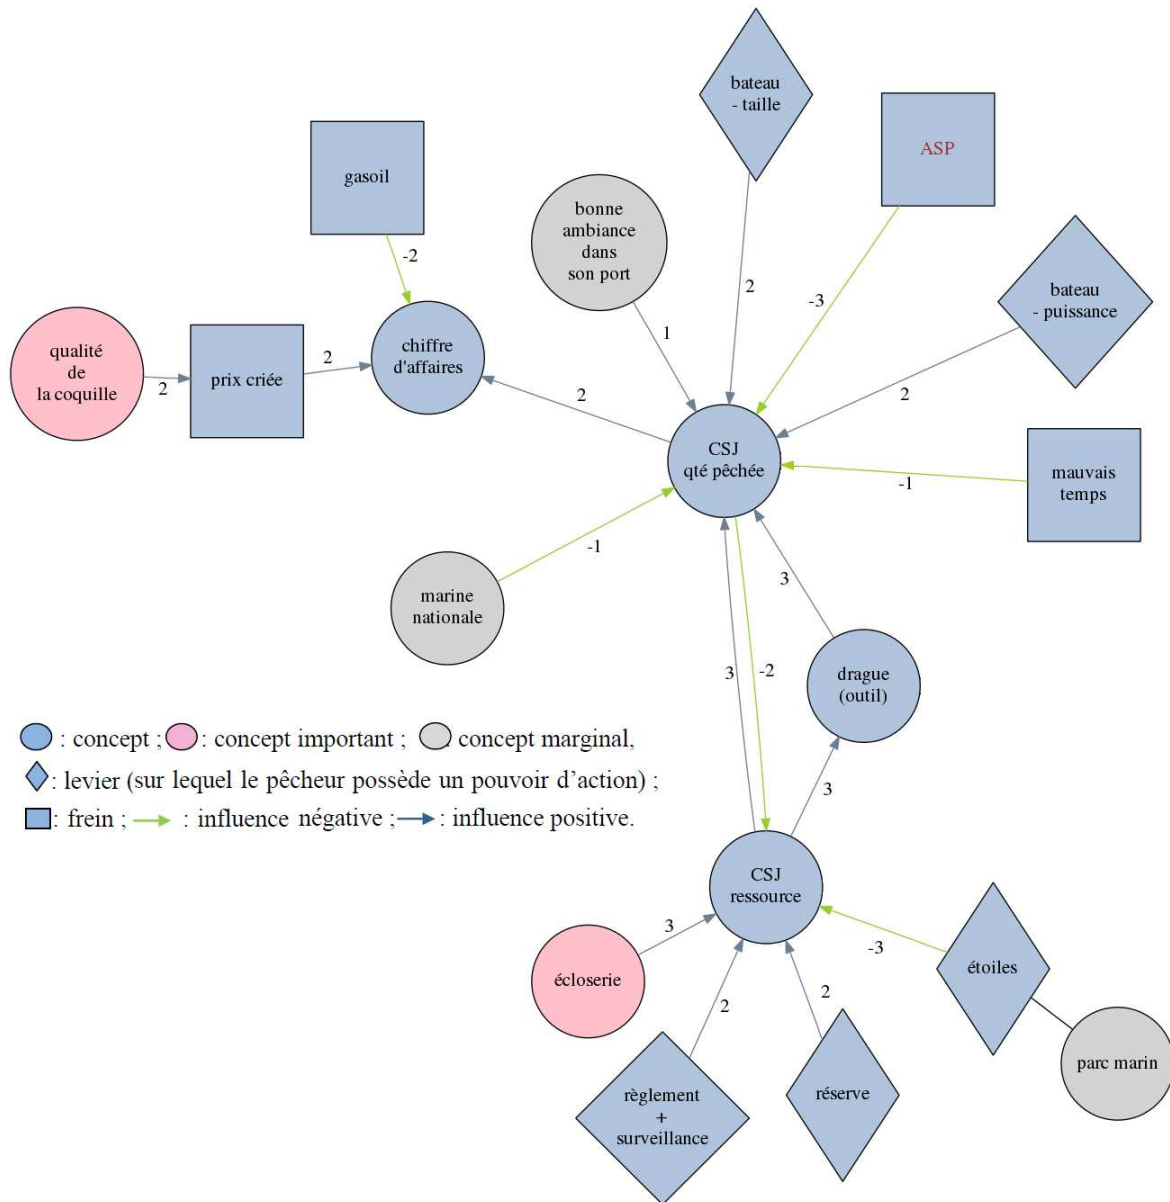 bateau
- taille
ASP
gasoil
bonne
ambiance
dans
son port
bateau
- puissance
-2
2
-3
qualité
de
la coquille
2
prix criée
2
chiffre
d'affaires
1
2
2
CSJ
qté pêchée
-1
mauvais
temps
-1
marine
nationale
3
3
-2
drague
(outil)
: concept ; : concept important ; concept marginal,
: levier (sur lequel le pêcheur possède un pouvoir d’action) ;
: frein ; : influence négative ; : influence positive.
3
CSJ
ressource
3
écloserie
-3
étoiles
2
2
règlement
+
surveillance
réserve
parc marin